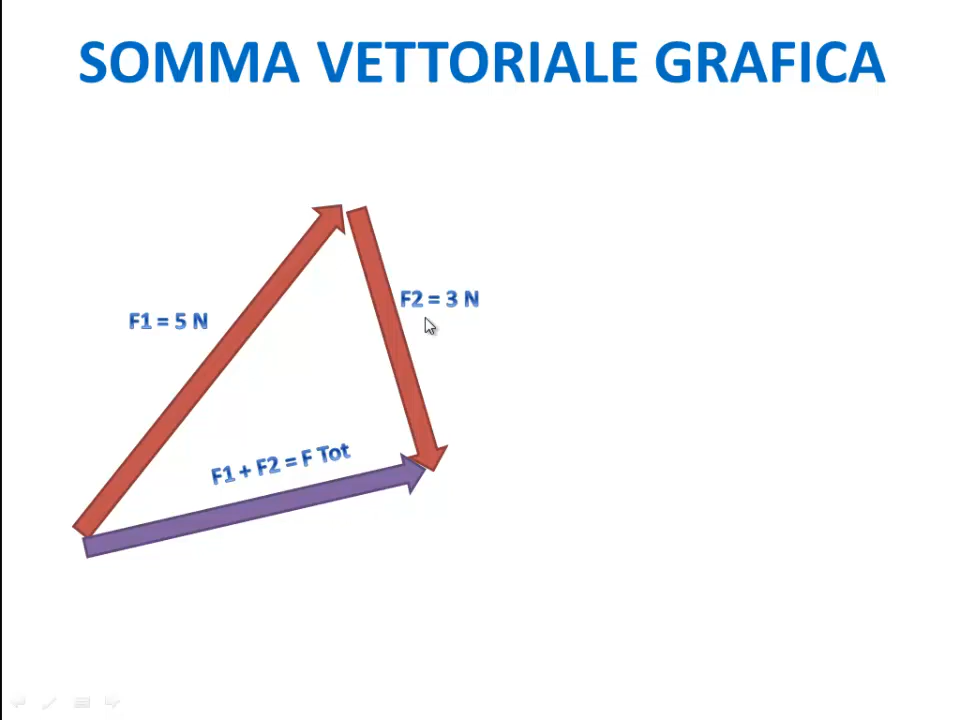 SOMMA VETTORIALE GRAFICA
F2 = 3 N
F1 = 5 N
F1 + F2 = F Tot